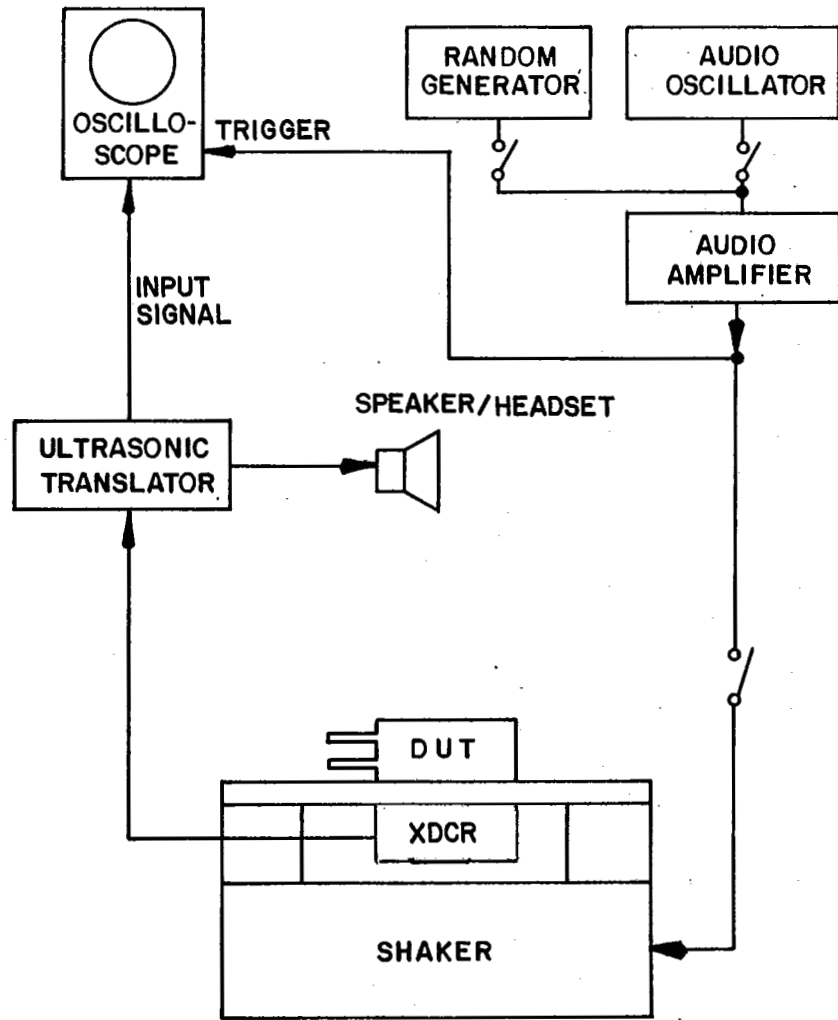 RANDOM
GENERATOR
AUDIO
OSCILLATOR
OSCILLO-
SCOPE
TRIGGER
AUDIO
AMPLIFIER
INPUT
SIGNAL
SPEAKER/HEADSET
ULTRASONIC
TRANSLATOR
DUT
XDCR
SHAKER